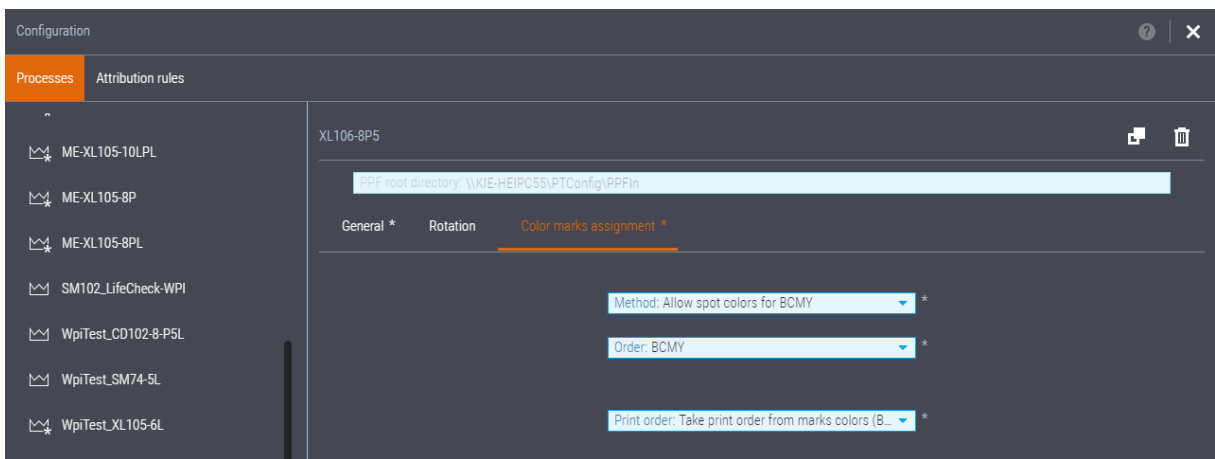 Configuration
Processes Attribution rules
ME-XL105-10LPL
ME-XL105-8P
ME-XL105-8PL
SM102_LifeCheck-WPI
WpiTest_CD102-8-P5L
WpiTest_SM74-5L
WpiTest_XL105-6L
XL106-8P5
PPF root directory: \\KIE-HEIPC55\PTConfig\PPFIn
General * Rotation Color marks assignment *
Method: Allow spot colors for BCMY *
Order: BCMY *
Print order: Take print order from marks colors (B... *